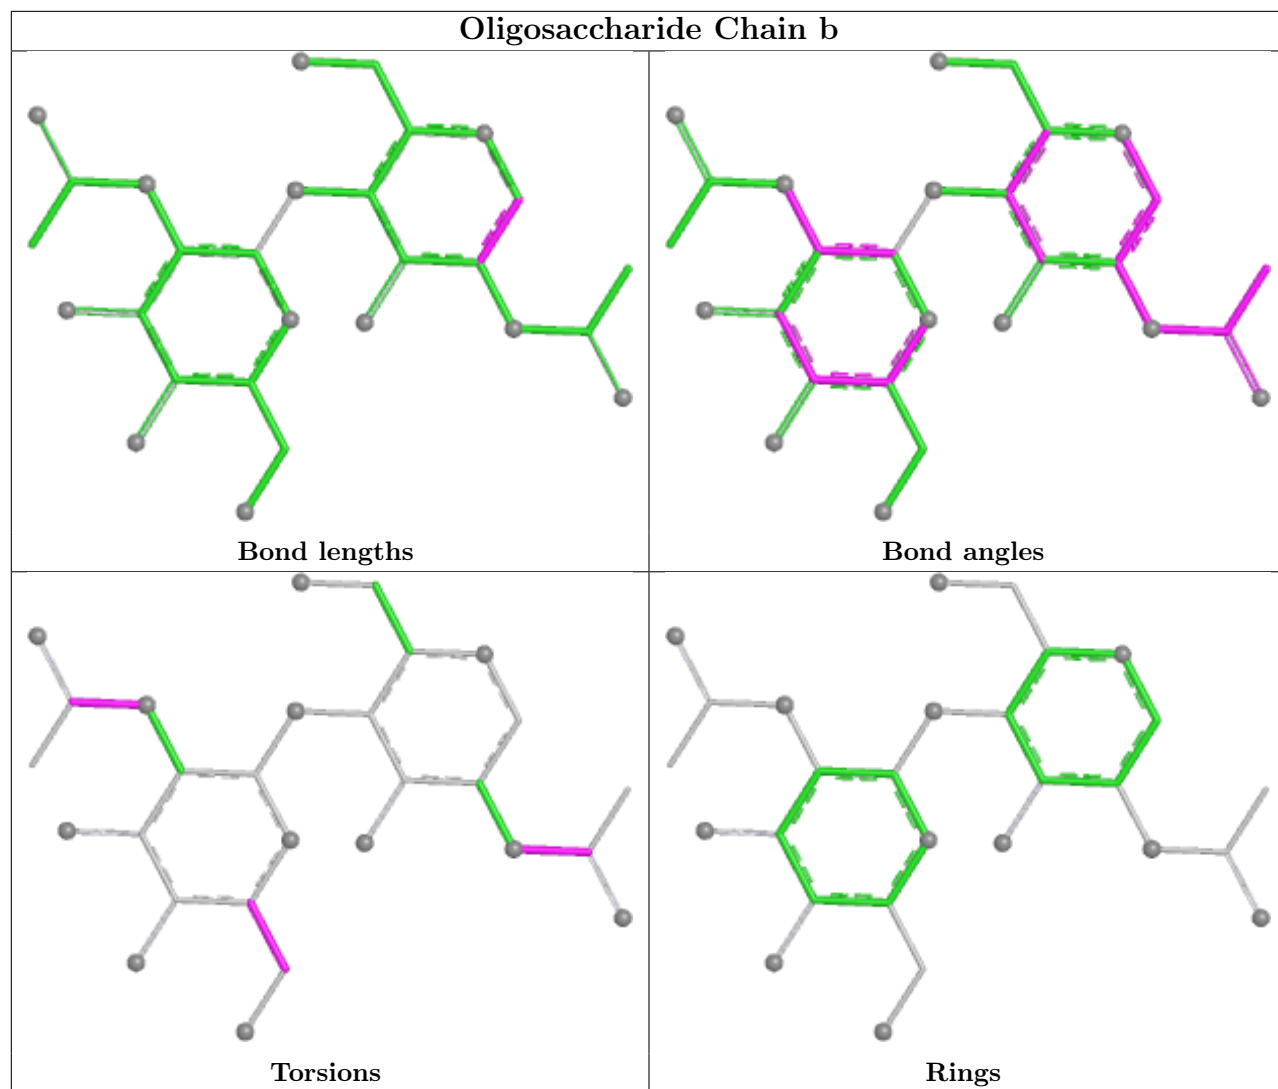 Oligosaccharide Chain b
Bond lengths
Bond angles
Torsions
Rings